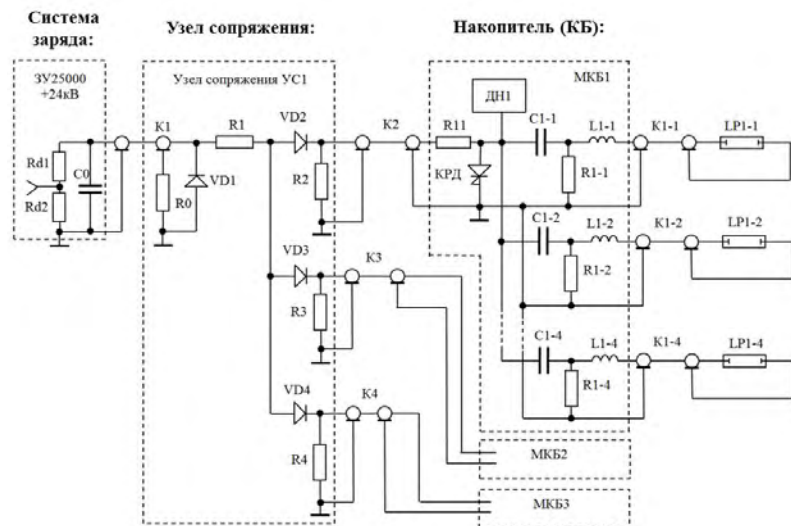 Система
заряда:
Узел сопряжения:
Накопитель (КБ):
ЗУ25000
+24кВ
Узел сопряжения УС1
МКБ1
ДН1
Rd1
Rd2
C0
K1
R0
VD1
R1
VD2
R2
K2
R11
КРД
C1-1
L1-1
R1-1
K1-1
LP1-1
C1-2
L1-2
R1-2
K1-2
LP1-2
VD3
R3
K3
C1-4
L1-4
R1-4
K1-4
LP1-4
VD4
R4
K4
МКБ2
МКБ3